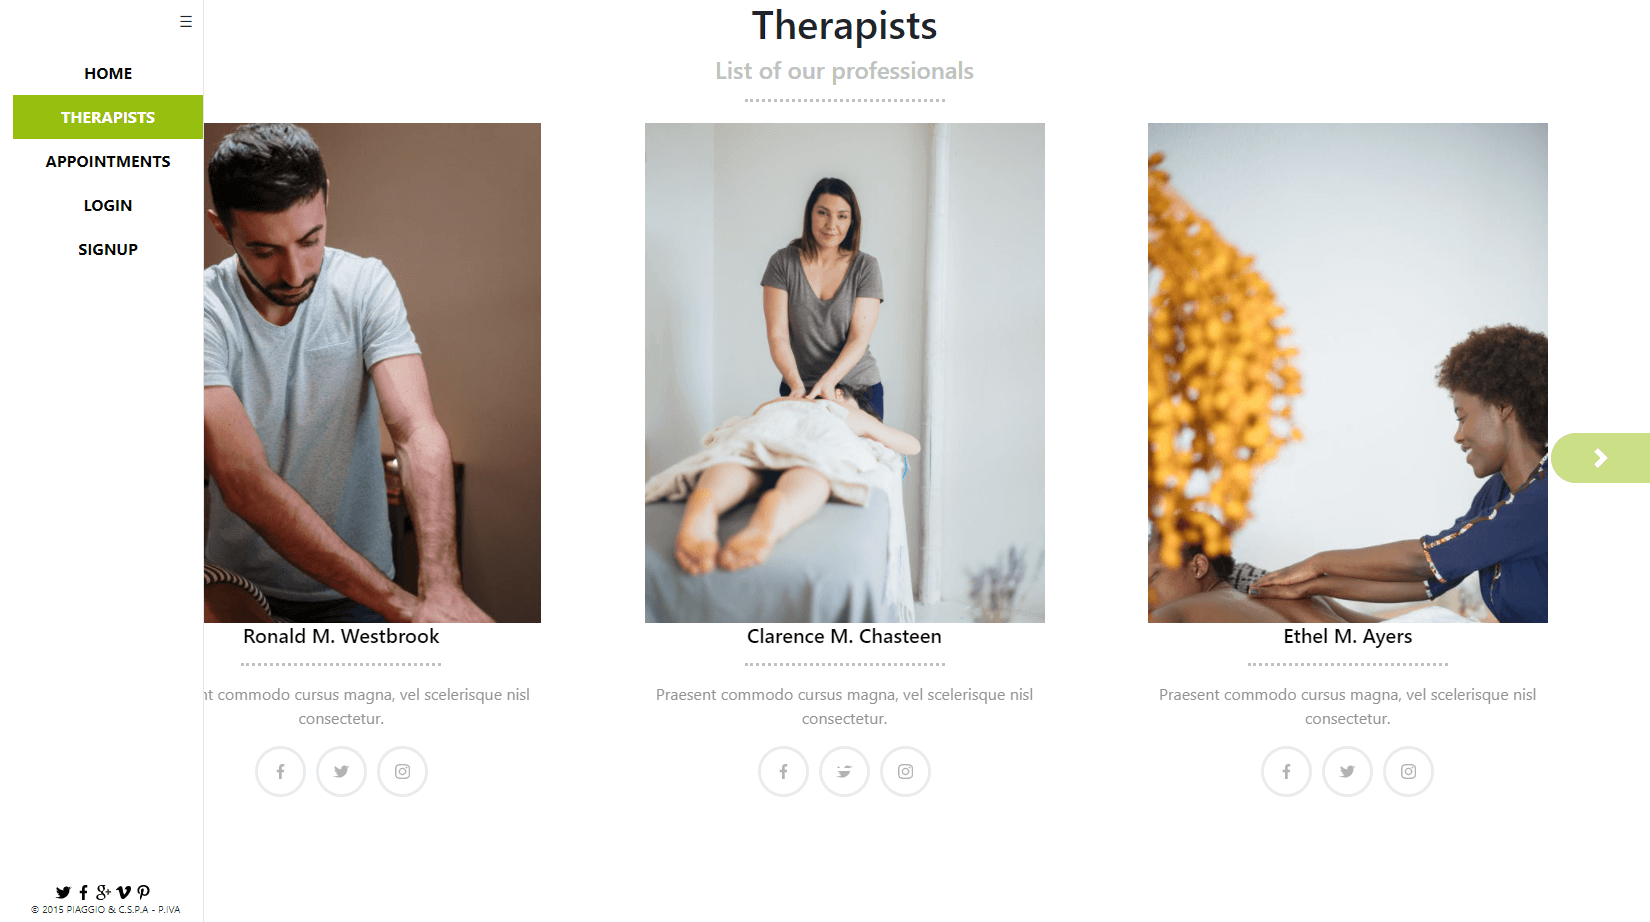 ☰
HOME
THERAPISTS
APPOINTMENTS
LOGIN
SIGNUP
© 2015 PIAGGIO & C.S.P.A - P.IVA
Therapists
List of our professionals
Ronald M. Westbrook
commodo cursus magna, vel scelerisque nisl
consectetur.
Clarence M. Chasteen
Praesent commodo cursus magna, vel scelerisque nisl
consectetur.
Ethel M. Ayers
Praesent commodo cursus magna, vel scelerisque nisl
consectetur.